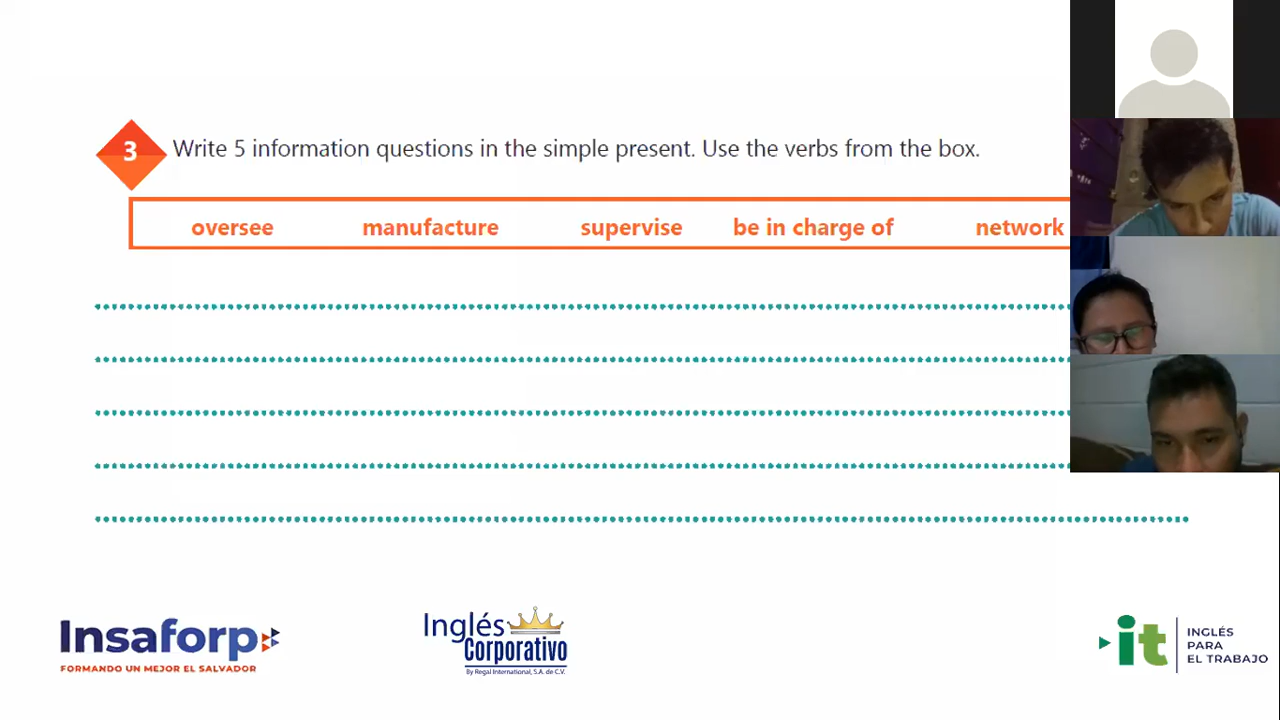 3 Write 5 information questions in the simple present. Use the verbs from the box.
oversee manufacture supervise be in charge of network
Insaforp
FORMANDO UN MEJOR EL SALVADOR
Inglés
Corporativo
By Regal International, S.A. de C.V.
it
INGLÉS
PARA
EL TRABAJO